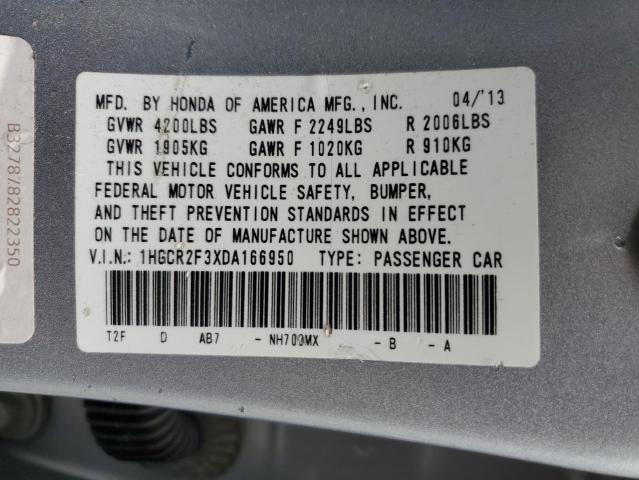 MFD. BY HONDA OF AMERICA MFG., INC. 04/'13
GVWR 4200LBS GAWR F 2249LBS R 2006LBS
GVWR 1905KG GAWR F 1020KG R 910KG
THIS VEHICLE CONFORMS TO ALL APPLICABLE
FEDERAL MOTOR VEHICLE SAFETY, BUMPER,
AND THEFT PREVENTION STANDARDS IN EFFECT
ON THE DATE OF MANUFACTURE SHOWN ABOVE.
V.I.N.: 1HGCR2F3XDA166950 TYPE: PASSENGER CAR
T2F D AB7 - NH700MX - B - A
B3278782822350